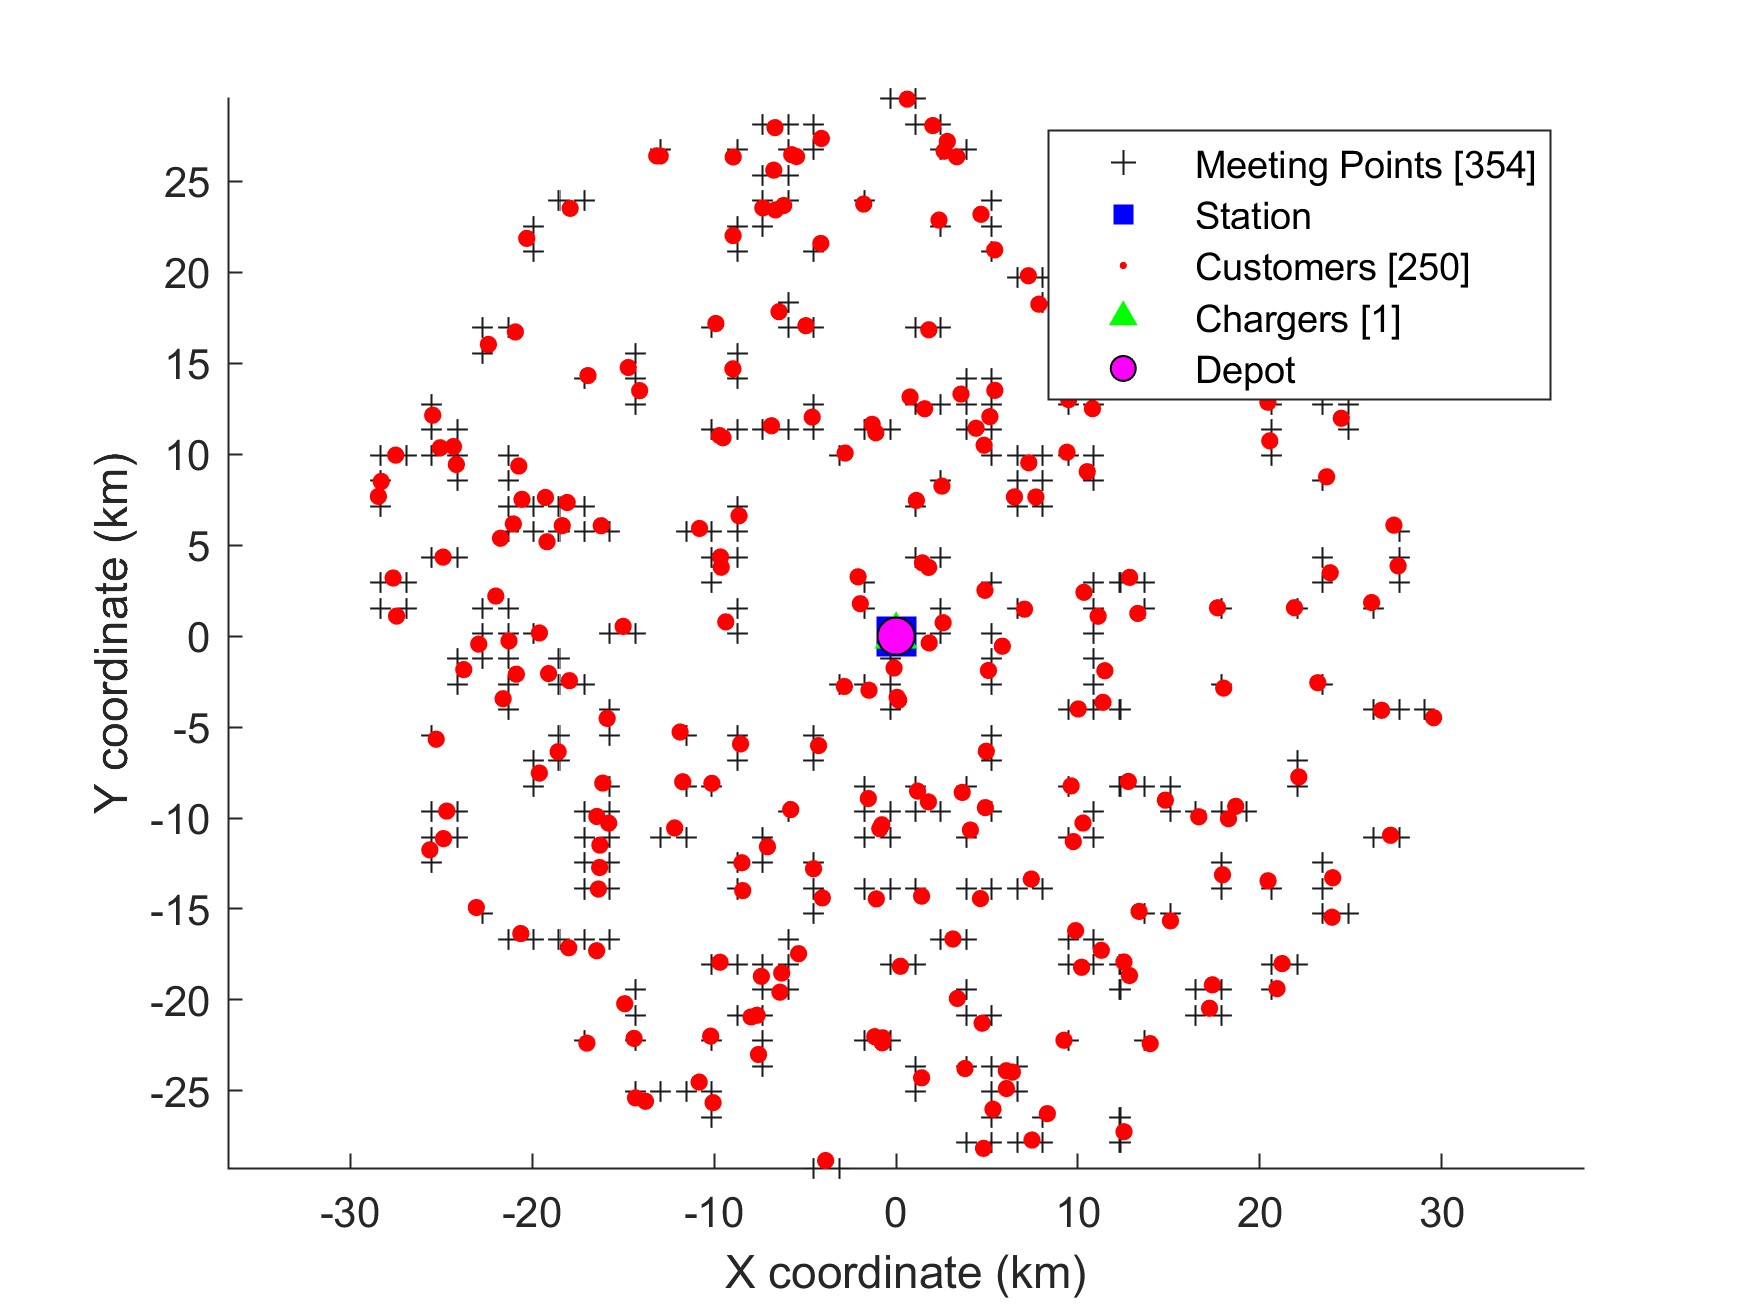 Meeting Points [354]
Station
Customers [250]
Chargers [1]
Depot
Y coordinate (km)
25
20
15
10
5
0
-5
-10
-15
-20
-25
-30 -20 -10 0 10 20 30
X coordinate (km)